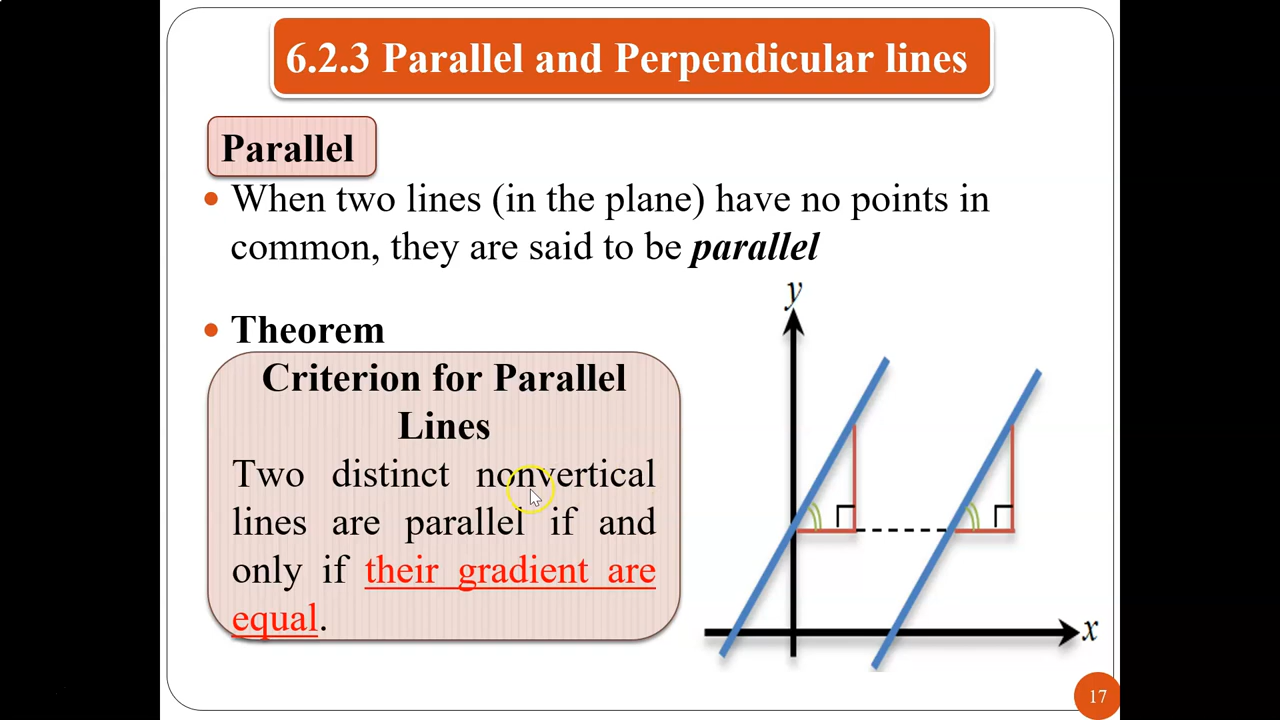 6.2.3 Parallel and Perpendicular lines
Parallel
• When two lines (in the plane) have no points in
common, they are said to be parallel
• Theorem
Criterion for Parallel
Lines
Two distinct nonvertical
lines are parallel if and
only if their gradient are
equal.
y
x
17